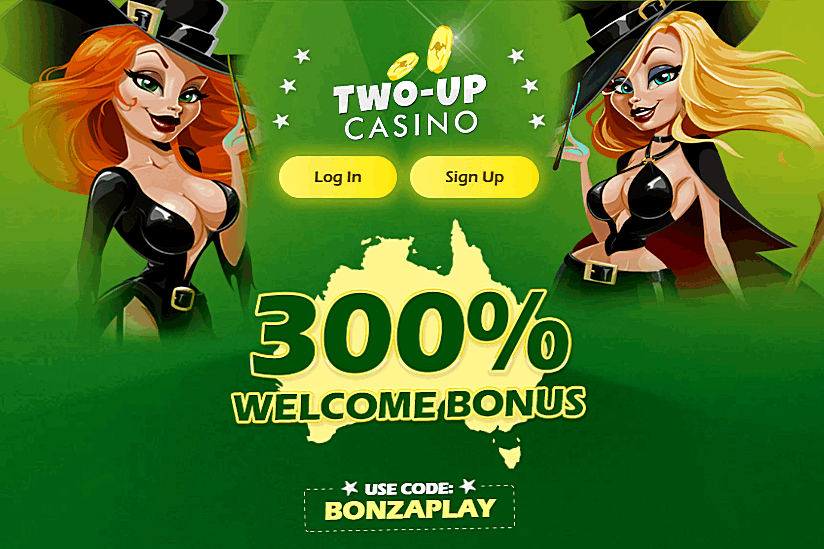 TWO-UP
CASINO
Log In
Sign Up
300%
WELCOME BONUS
USE CODE:
BONZAPLAY